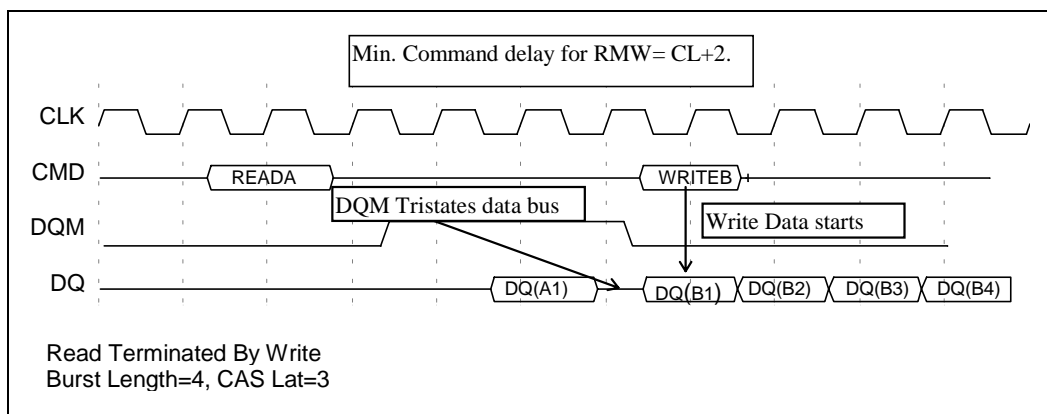 Min. Command delay for RMW= CL+2.
CLK
CMD
READA
WRITEB
DQM Tristates data bus
DQM
Write Data starts
DQ
DQ(A1)
DQ(B1)
DQ(B2)
DQ(B3)
DQ(B4)
Read Terminated By Write
Burst Length=4, CAS Lat=3